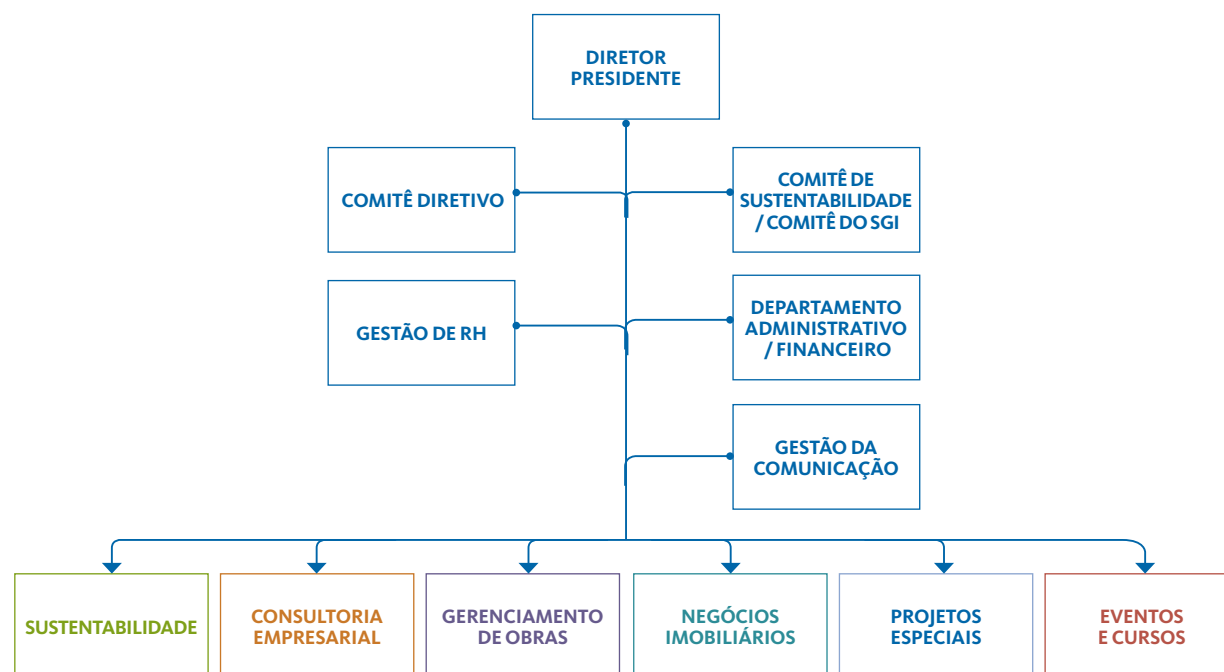 DIRETOR
PRESIDENTE
COMITÊ DIRETIVO
COMITÊ DE
SUSTENTABILIDADE
/ COMITÊ DO SGI
GESTÃO DE RH
DEPARTAMENTO
ADMINISTRATIVO
/ FINANCEIRO
GESTÃO DA
COMUNICAÇÃO
SUSTENTABILIDADE
CONSULTORIA
EMPRESARIAL
GERENCIAMENTO
DE OBRAS
NEGÓCIOS
IMOBILIÁRIOS
PROJETOS
ESPECIAIS
EVENTOS
E CURSOS